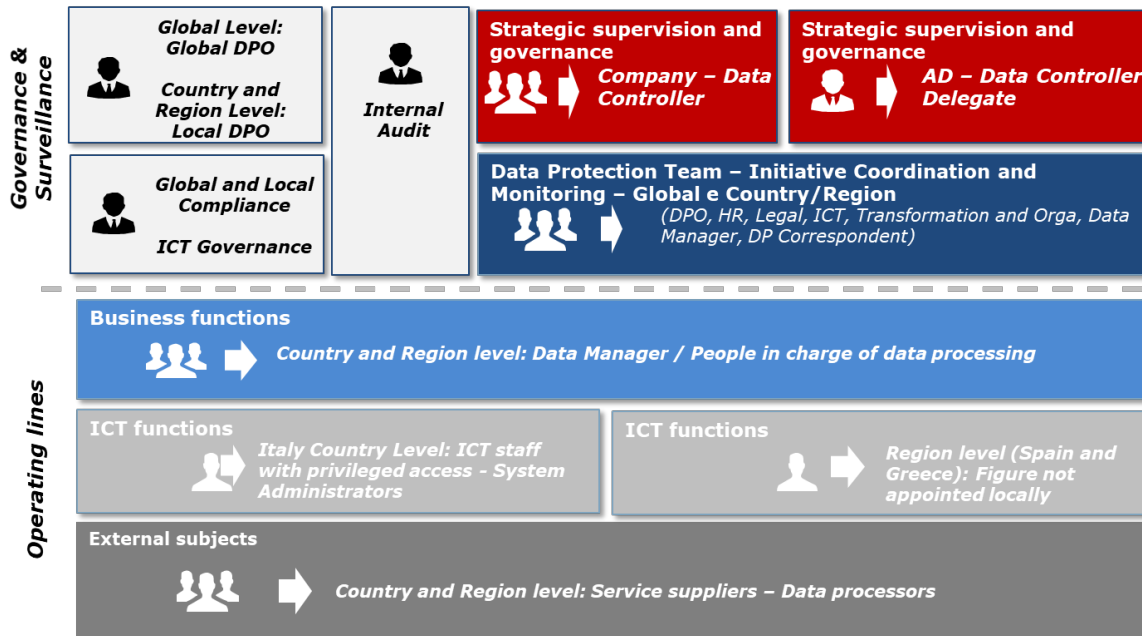 Governance &
Surveillance
Global Level:
Global DPO
Country and
Region Level:
Local DPO
Internal
Audit
Strategic supervision and
governance
Company – Data
Controller
Strategic supervision and
governance
AD – Data Controller
Delegate
Global and Local
Compliance
ICT Governance
Data Protection Team – Initiative Coordination and
Monitoring – Global e Country/Region
(DPO, HR, Legal, ICT, Transformation and Orga, Data
Manager, DP Correspondent)
Operating lines
Business functions
Country and Region level: Data Manager / People in charge of data processing
ICT functions
Italy Country Level: ICT staff
with privileged access - System
Administrators
ICT functions
Region level (Spain and
Greece): Figure not
appointed locally
External subjects
Country and Region level: Service suppliers – Data processors